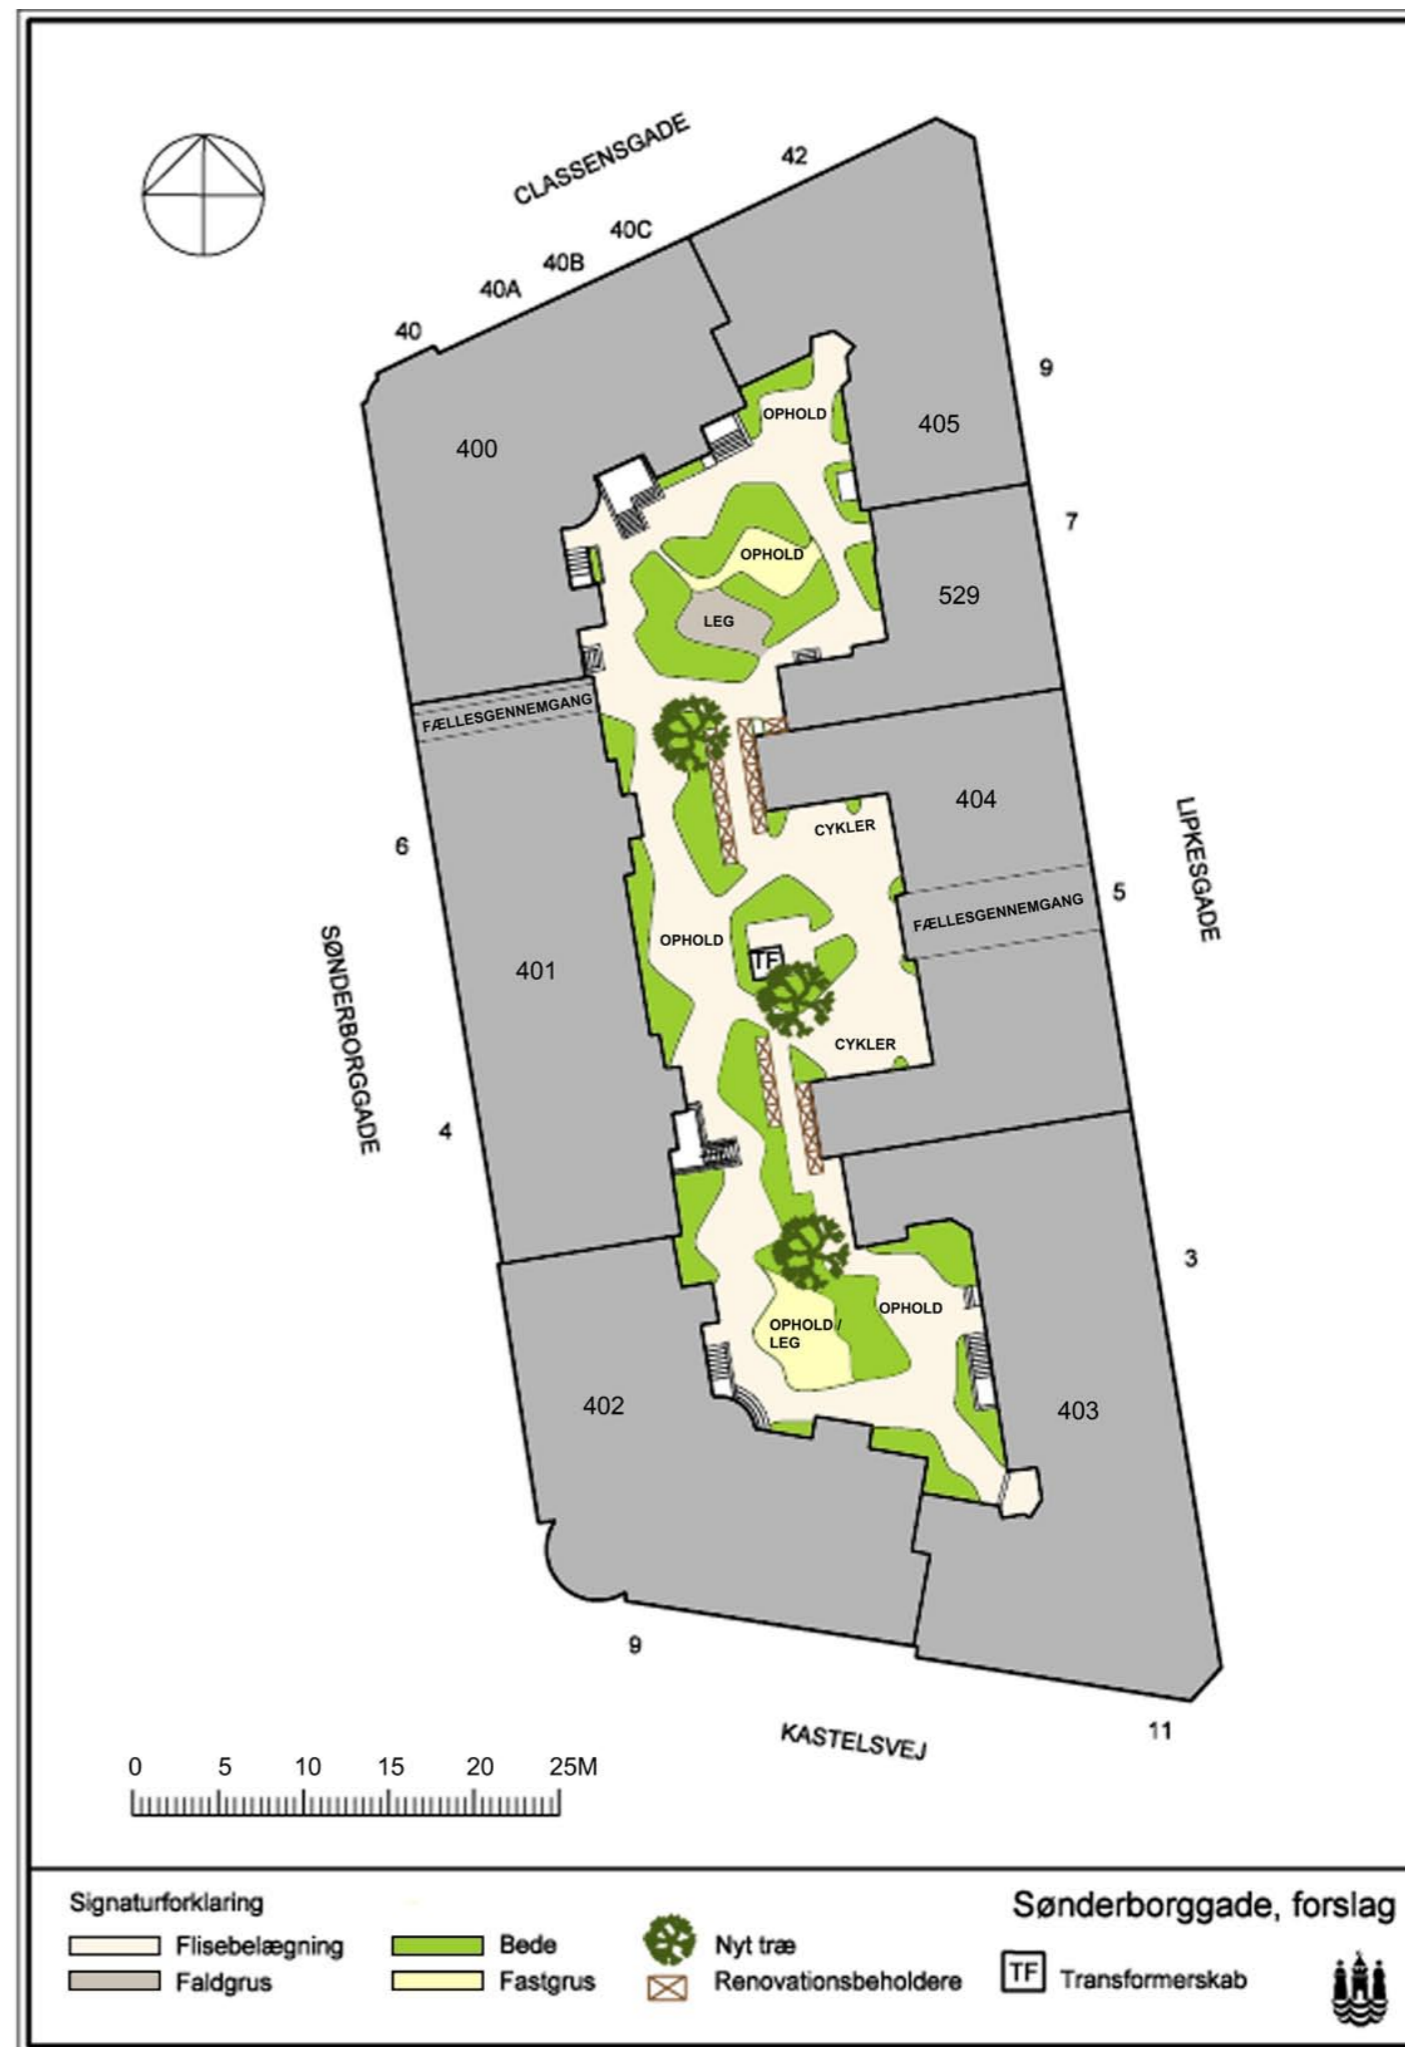 CLASSENSGADE
42
40C
40B
40A
40
9
OPHOLD
405
400
7
OPHOLD
529
LEG
FÆLLESGENNEMGANG
404
CYKLER
6
LIPKESGADE
5
FÆLLESGENNEMGANG
OPHOLD
SØNDERBORGGADE
401
TF
CYKLER
4
3
OPHOLD
OPHOLD /
LEG
402
403
9
KASTELSVEJ
11
0 5 10 15 20 25M
Signaturforklaring
Sønderborggade, forslag
Flisebelægning
Bede
Nyt træ
Faldgrus
Fastgrus
Renovationsbeholdere
TF Transformerskab